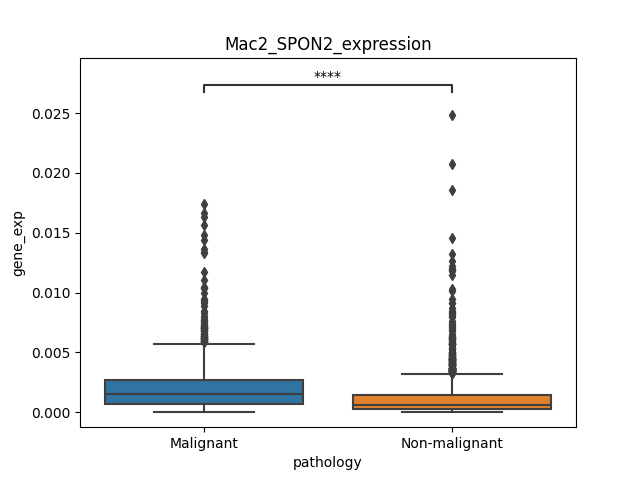 Mac2_SPON2_expression
****
0.025
0.020
0.015
0.010
0.005
0.000
gene_exp
Malignant
Non-malignant
pathology